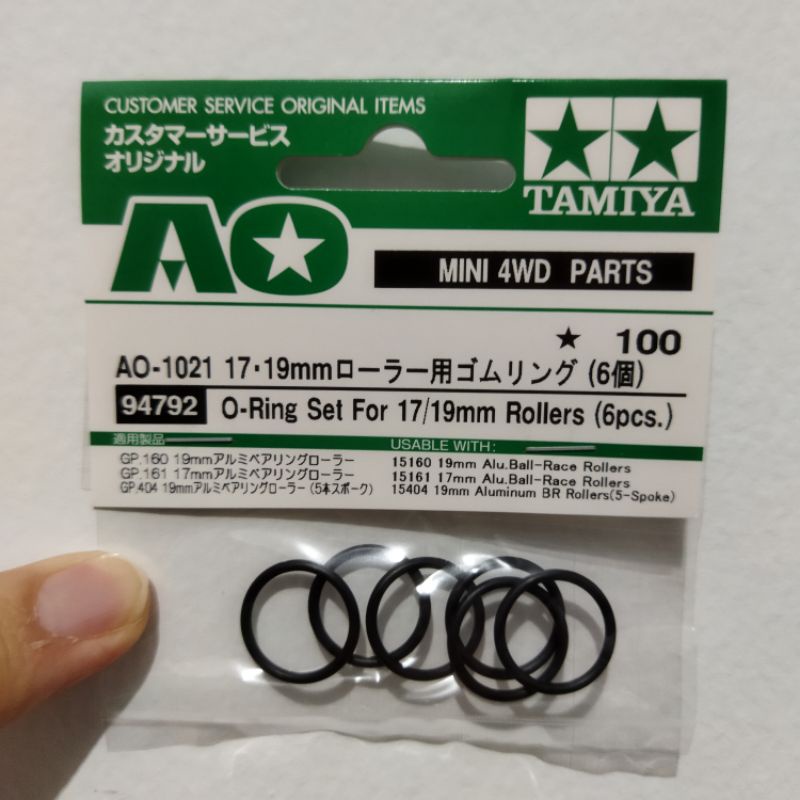 CUSTOMER SERVICE ORIGINAL ITEMS
カスタマーサービス
オリジナル
TAMIYA
AO
MINI 4WD PARTS
★ 100
AO-1021 17・19mmローラー用ゴムリング (6個)
94792 O-Ring Set For 17/19mm Rollers (6pcs.)
適用製品
USABLE WITH:
GP.160 19mmアルミベアリングローラー
GP.161 17mmアルミベアリングローラー
GP.404 19mmアルミベアリングローラー (5本スポーク)
15160 19mm Alu.Ball-Race Rollers
15161 17mm Alu.Ball-Race Rollers
15404 19mm Aluminum BR Rollers(5-Spoke)